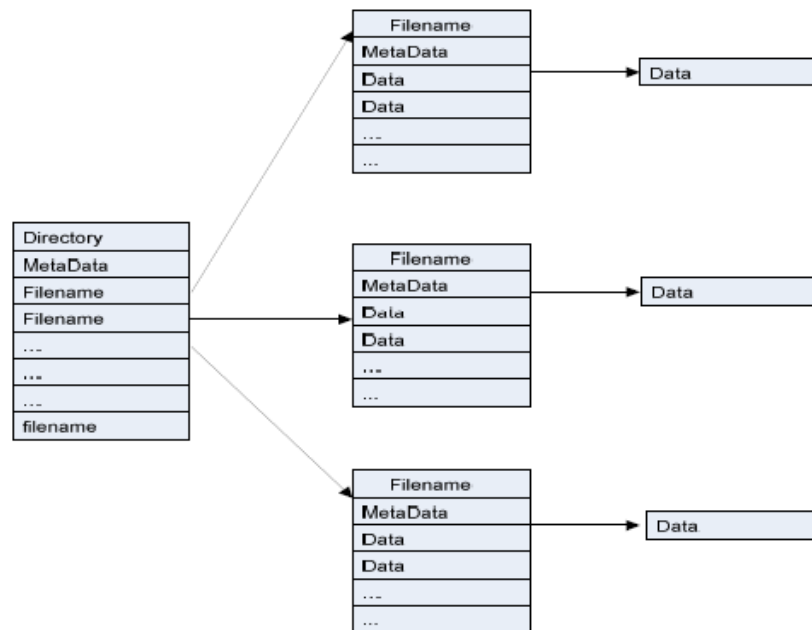 Directory
MetaData
Filename
Filename
....
....
....
filename
Filename
MetaData
Data
Data
....
...
Data
Filename
MetaData
Data
Data
....
...
Data
Filename
MetaData
Data
Data
....
...
Data